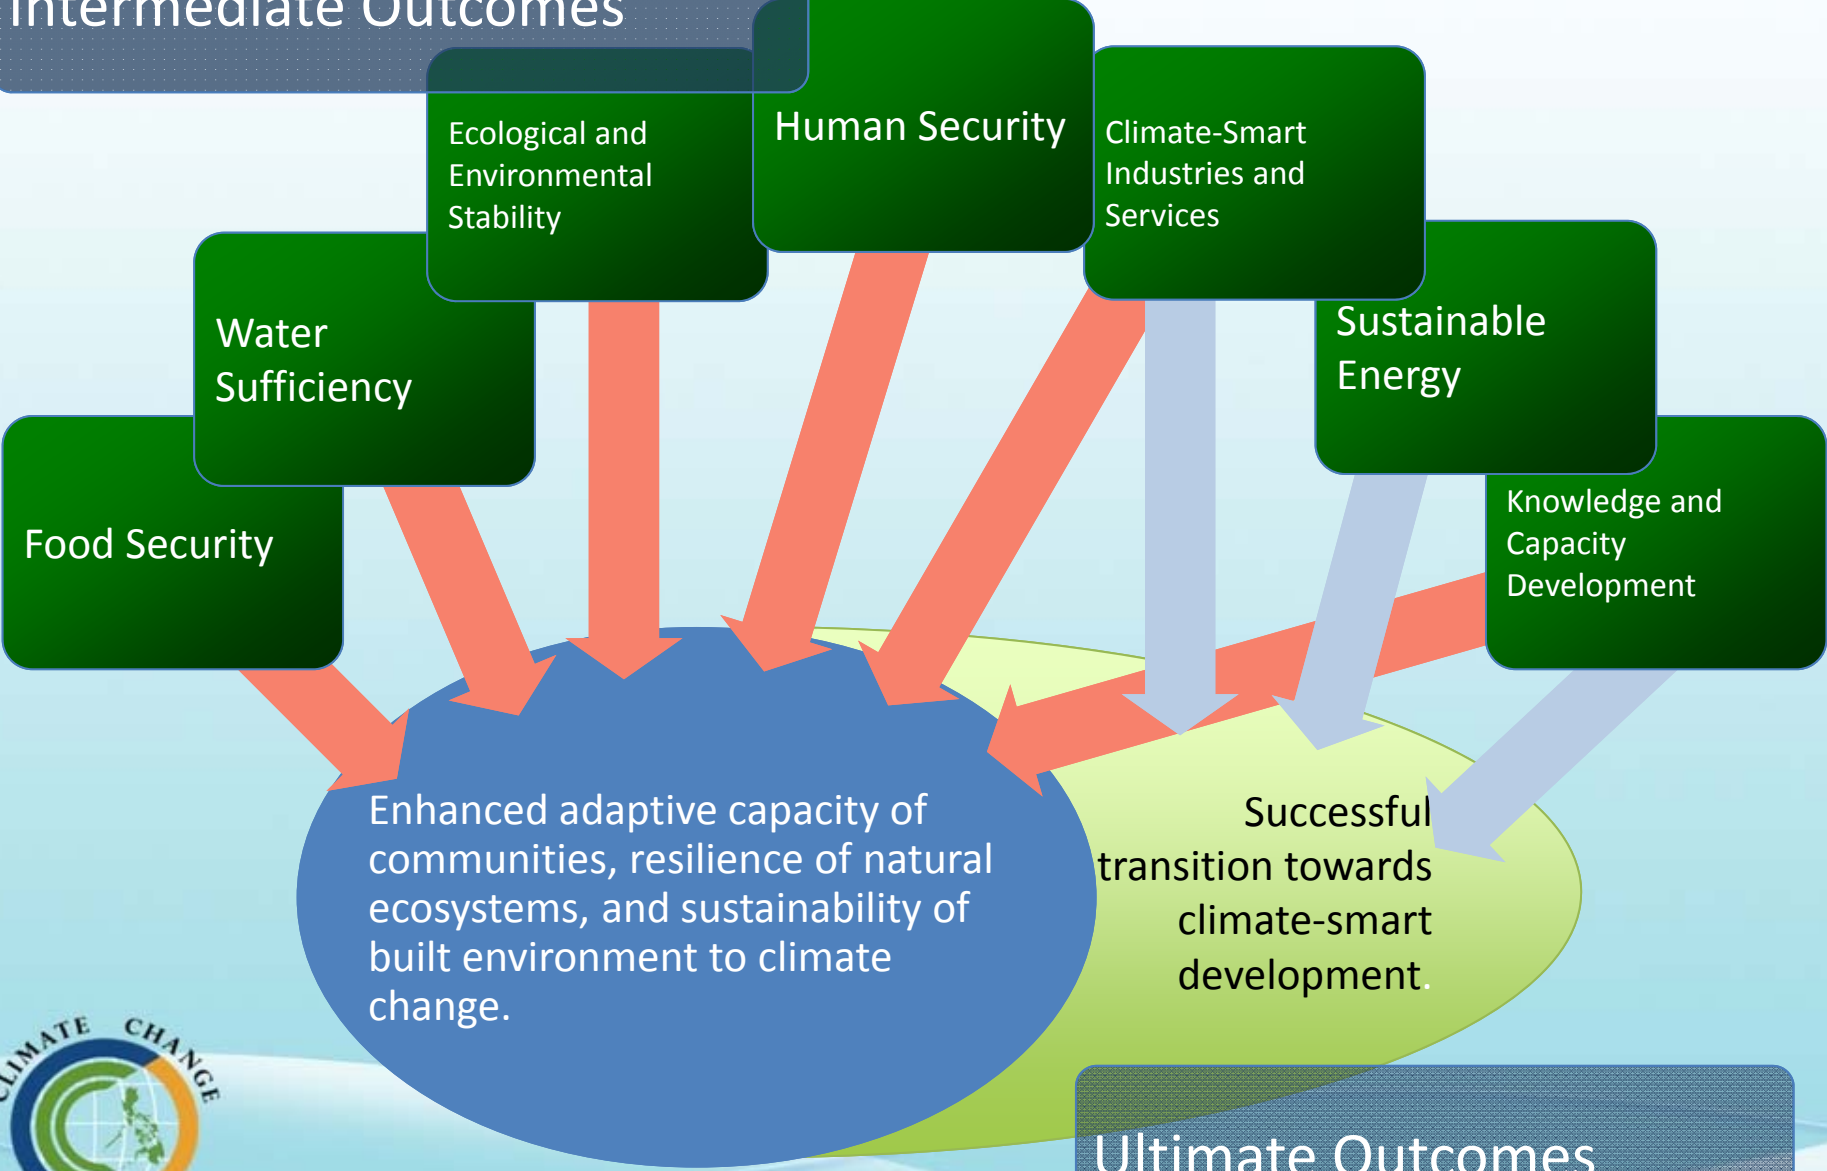 Intermediate Outcomes
Human Security
Ecological and
Environmental
Stability
Climate-Smart
Industries and
Services
Water
Sufficiency
Sustainable
Energy
Food Security
Knowledge and
Capacity
Development
Enhanced adaptive capacity of
communities, resilience of natural
ecosystems, and sustainability of
built environment to climate
change.
Successful
transition towards
climate-smart
development.
CLIMATE CHANGE
Ultimate Outcomes